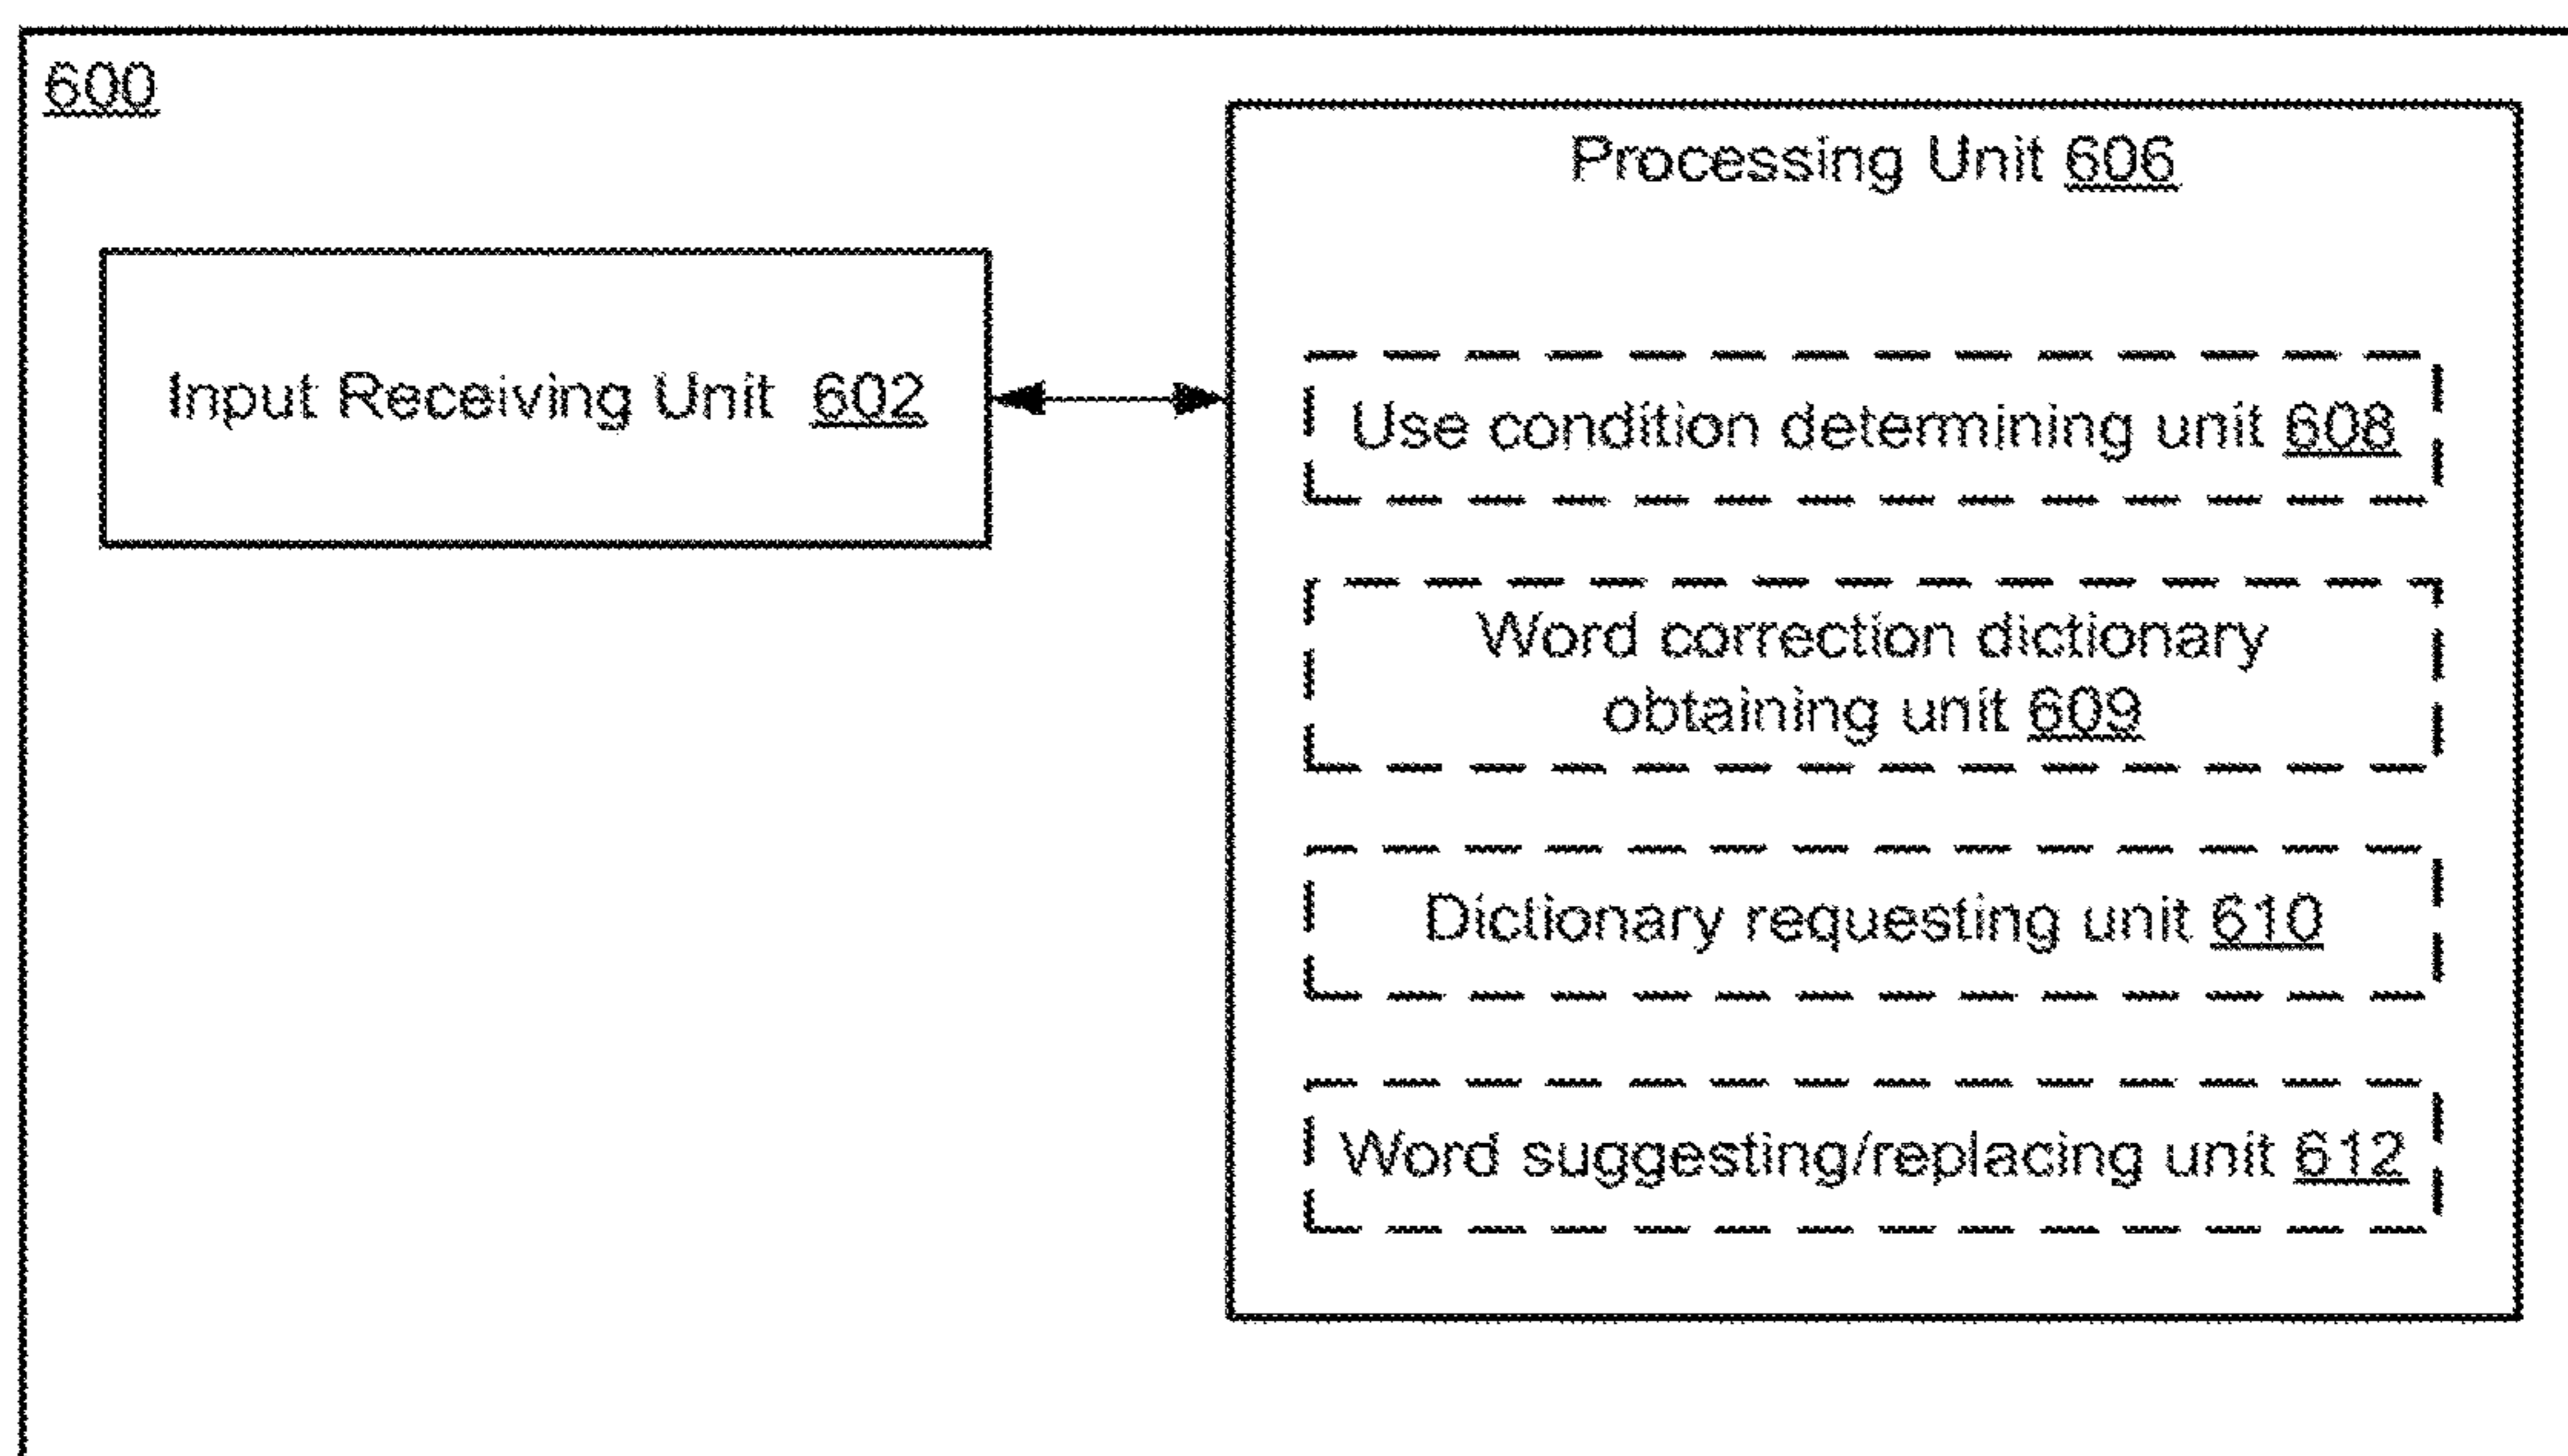 600
Processing Unit 606
Input Receiving Unit 602
Use condition determining unit 608
Word correction dictionary
obtaining unit 609
Dictionary requesting unit 610
Word suggesting/replacing unit 612